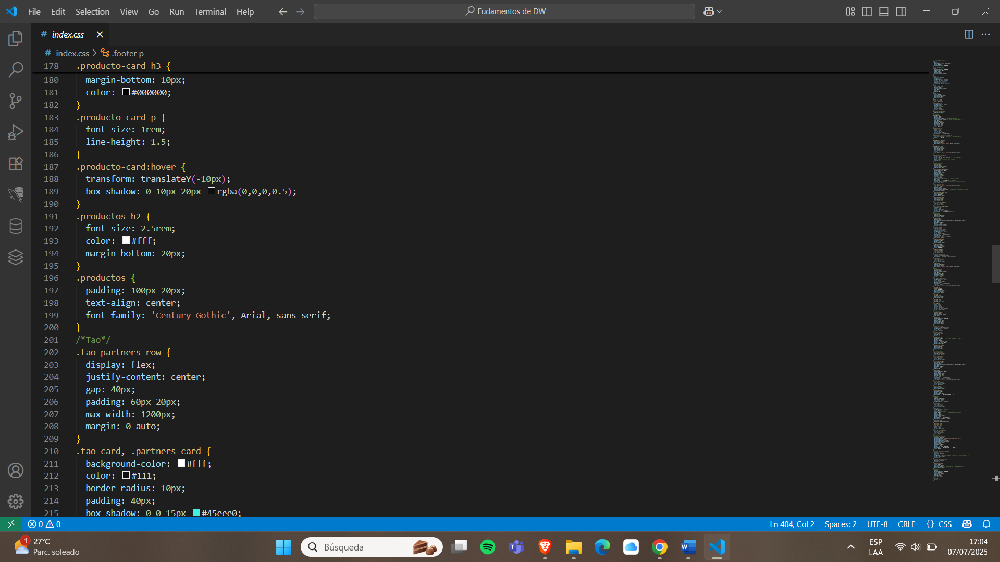 File Edit Selection View Go Run Terminal Help
Fudamentos de DW
# index.css
# index.css > .footer p
178 .producto-card h3 {
180 margin-bottom: 10px;
181 color: #000000;
182 }
183 .producto-card p {
184 font-size: 1rem;
185 line-height: 1.5;
186 }
187 .producto-card:hover {
188 transform: translateY(-10px);
189 box-shadow: 0 10px 20px rgba(0,0,0,0.5);
190 }
191 .productos h2 {
192 font-size: 2.5rem;
193 color: #fff;
194 margin-bottom: 20px;
195 }
196 .productos {
197 padding: 100px 20px;
198 text-align: center;
199 font-family: 'Century Gothic', Arial, sans-serif;
200 }
201 /*Tao*/
202 .tao-partners-row {
203 display: flex;
204 justify-content: center;
205 gap: 40px;
206 padding: 60px 20px;
207 max-width: 1200px;
208 margin: 0 auto;
209 }
210 .tao-card, .partners-card {
211 background-color: #fff;
212 color: #111;
213 border-radius: 10px;
214 padding: 40px;
215 box-shadow: 0 0 15px #45eee0;
0 0 Ln 404, Col 2 Spaces: 2 UTF-8 CRLF {} CSS
1 27°C
Parc. soleado
Búsqueda
ESP
LAA
17:04
07/07/2025